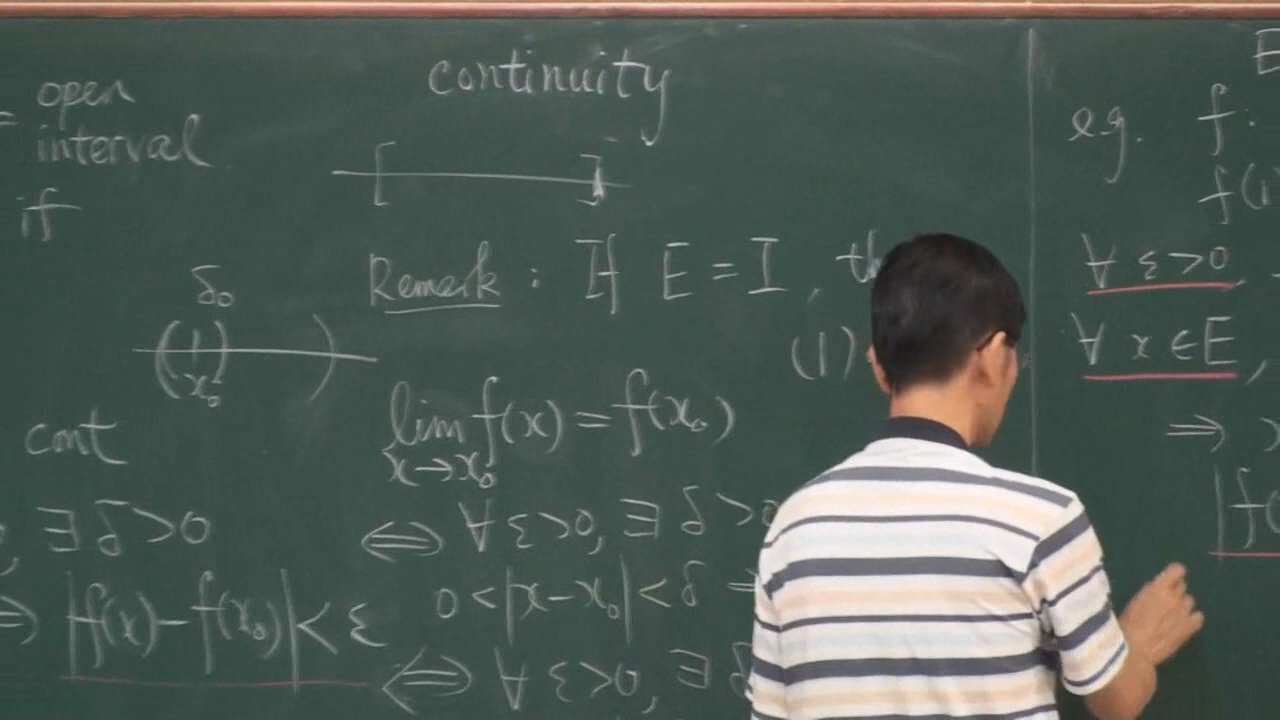 = open
interval
if
δ₀
( | ) )
x₀
cont
, ∃ δ > 0
⇒ |f(x) - f(x₀)| < ε
continuity
[ ]
Remark : If E = I , th
(1)
lim f(x) = f(x₀)
x→x₀
⇔ ∀ ε>0, ∃ δ >0
0 < |x - x₀| < δ =
⇔ ∀ ε>0, ∃ δ
E
e.g. f:
f(1)
∀ ε>0,
∀ x ∈ E ,
⇒
|f(